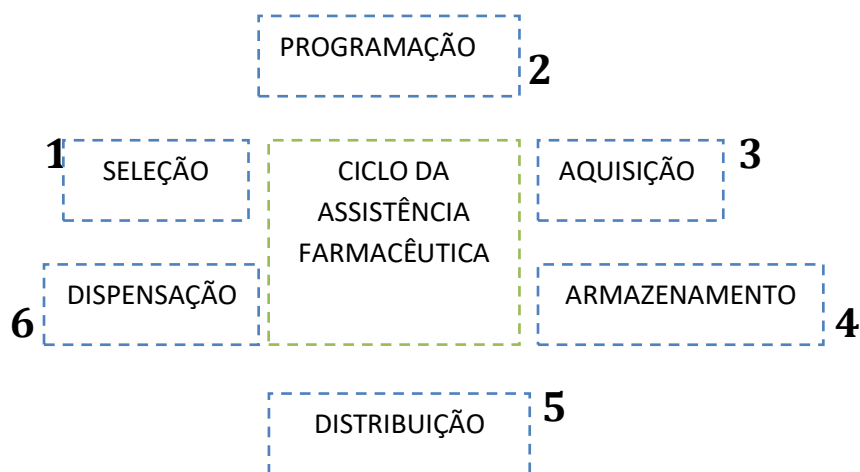 PROGRAMAÇÃO
2
1
SELEÇÃO
CICLO DA
ASSISTÊNCIA
FARMACÊUTICA
AQUISIÇÃO
3
DISPENSAÇÃO
6
ARMAZENAMENTO
4
DISTRIBUIÇÃO
5